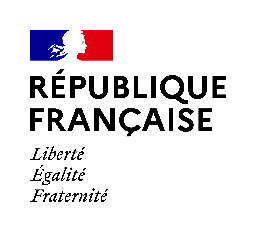 RÉPUBLIQUE
FRANÇAISE
Liberté
Égalité
Fraternité